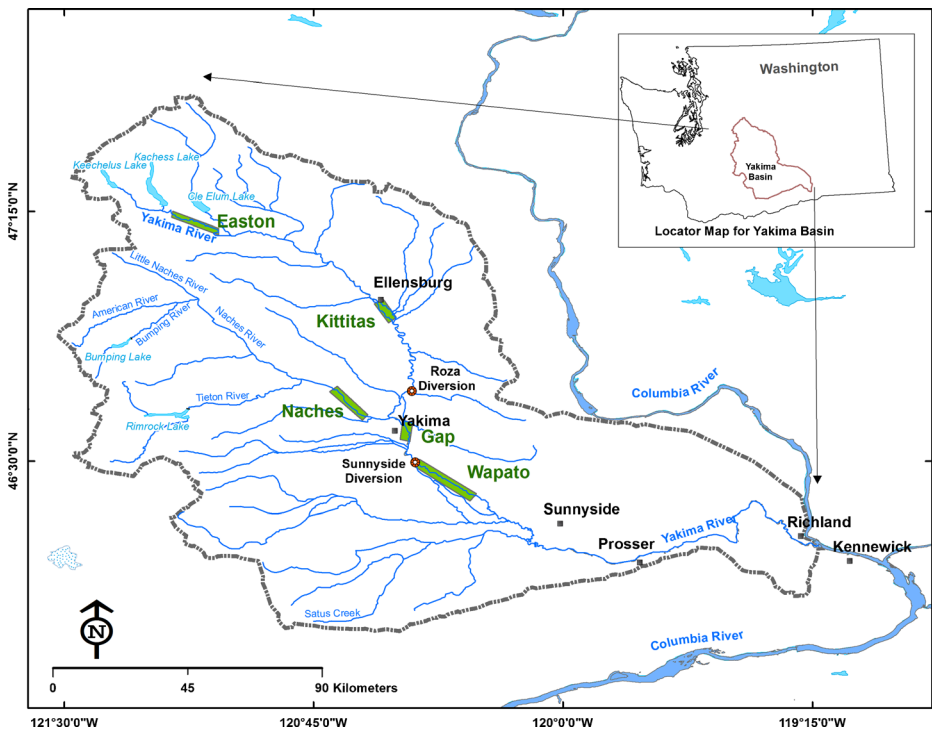 Washington
Yakima
Basin
Locator Map for Yakima Basin
Kachess Lake
Keechelus Lake
Cle Elum Lake
Easton
Yakima River
47°15'0"N
Little Naches River
Ellensburg
American River
Bumping River
Naches River
Kittitas
Bumping Lake
Roza
Diversion
Columbia River
Tieton River
Naches
Rimrock Lake
Yakima
Gap
46°30'0"N
Sunnyside
Diversion
Wapato
Sunnyside
Yakima River
Richland
Prosser
Kennewick
Satus Creek
N
Columbia River
0
45
90 Kilometers
121°30'0"W
120°45'0"W
120°0'0"W
119°15'0"W